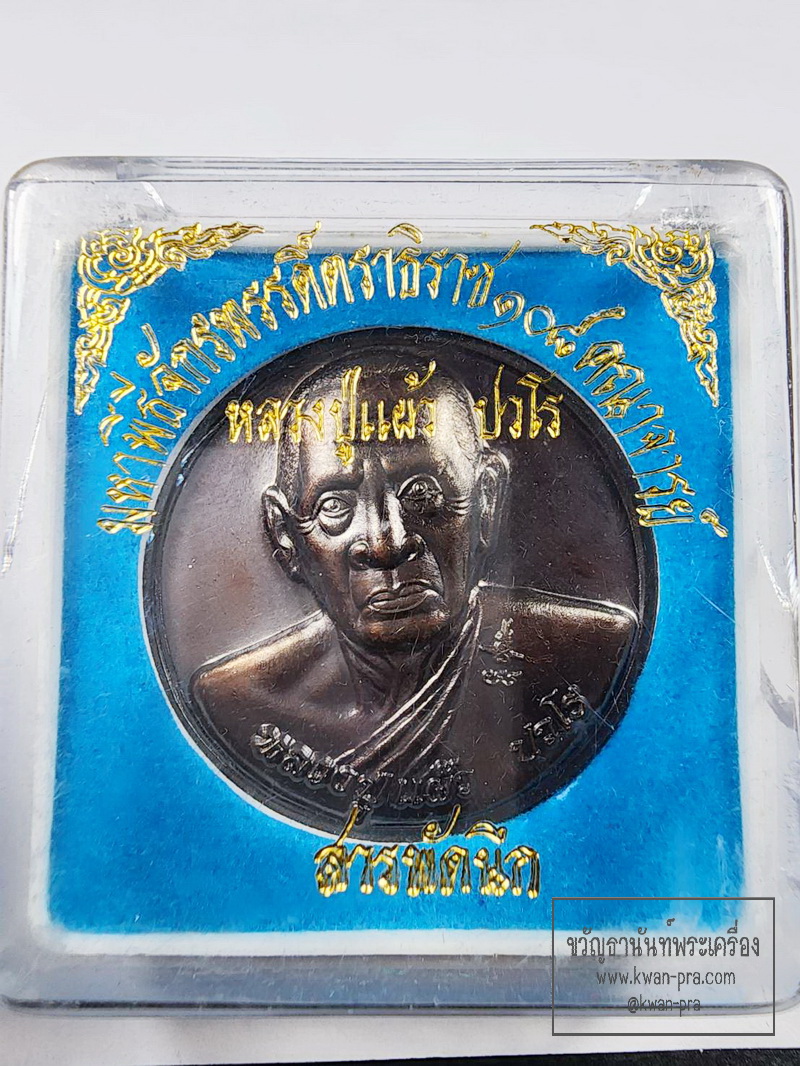 มหาพิธีจักรพรรดิ์ตราธิราช ๑๐๘ คณาจารย์
หลวงปู่แผ้ว ปวโร
หลวงปู่แผ้ว ปวโร
สารพัดนึก
ขวัญธานันท์พระเครื่อง
www.kwan-pra.com
@kwan-pra